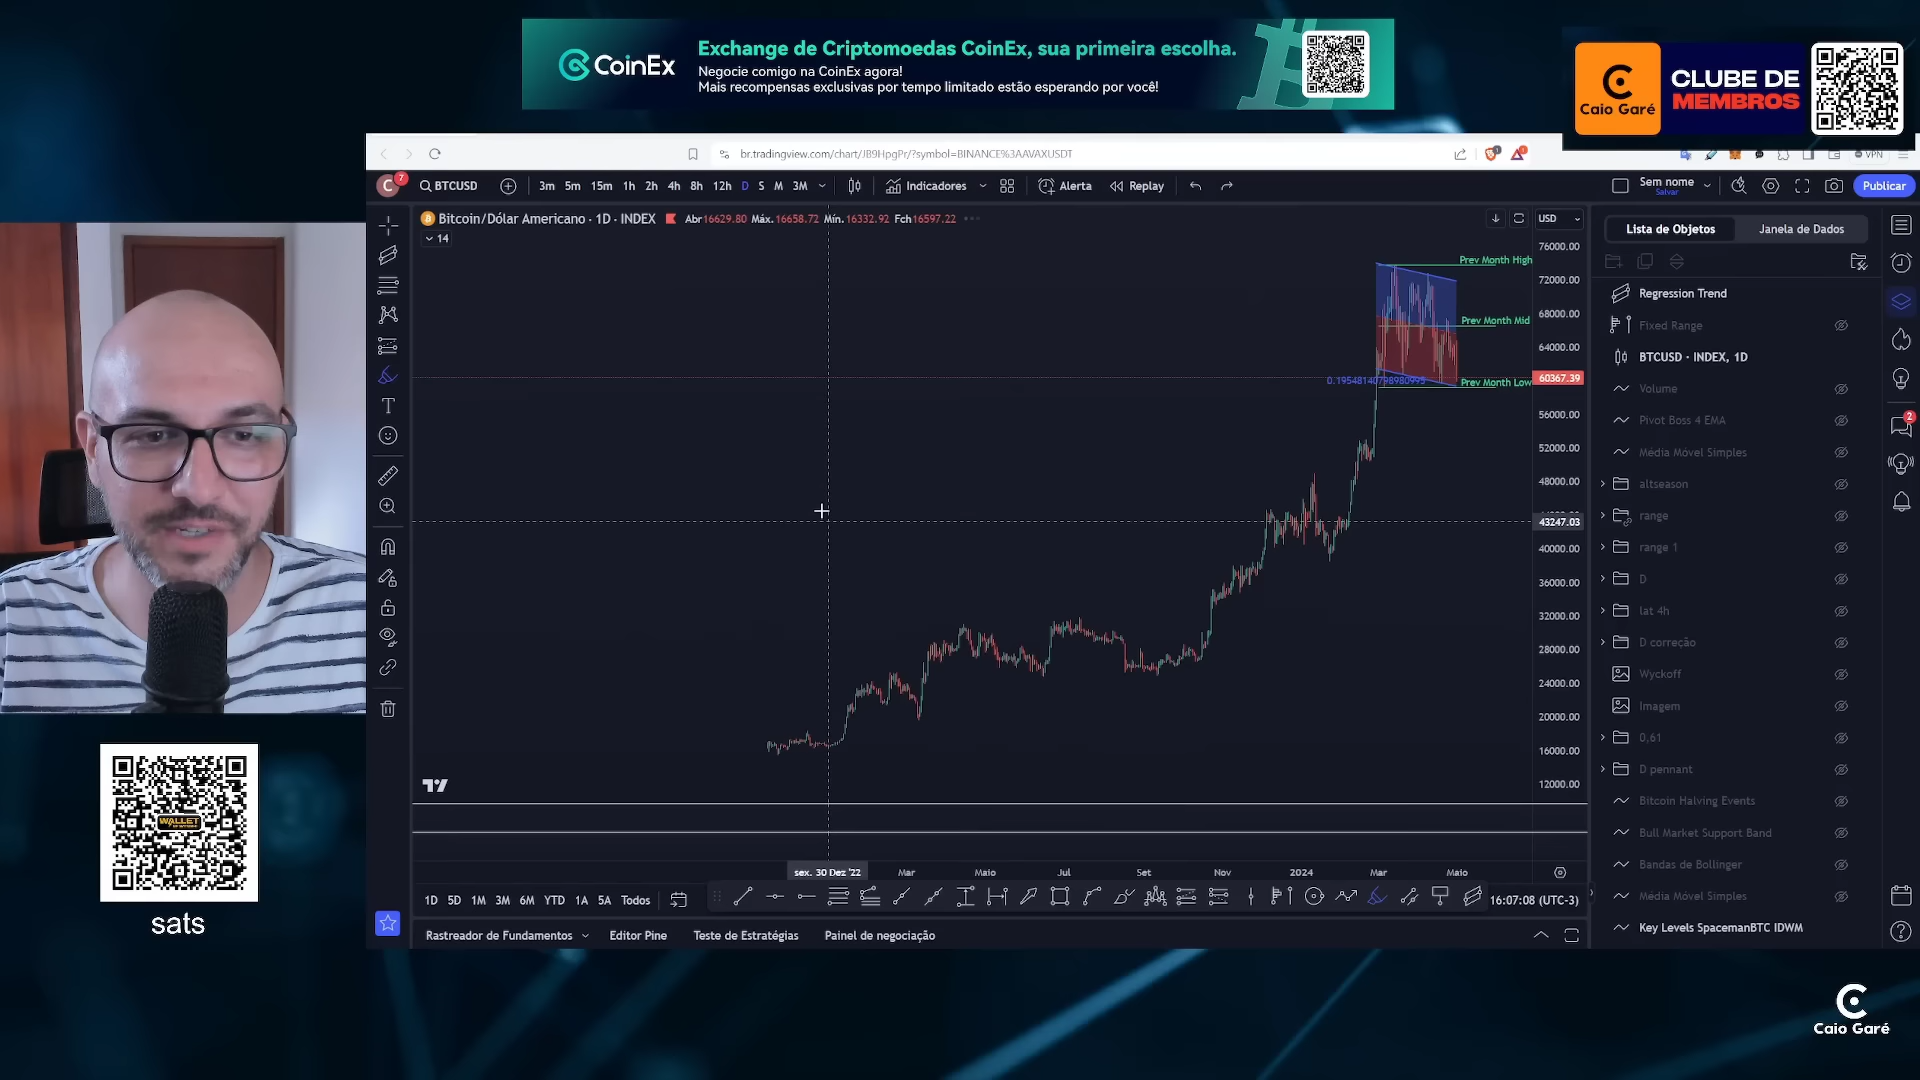 CoinEx
Exchange de Criptomoedas CoinEx, sua primeira escolha.
Negocie comigo na CoinEx agora!
Mais recompensas exclusivas por tempo limitado estão esperando por você!
Caio Garé
CLUBE DE
MEMBROS
br.tradingview.com/chart/J89HpgPr/?symbol=BINANCE%3AAVAXUSDT
VPN
C
7
BTCUSD
3m 5m 15m 1h 2h 4h 8h 12h D S M 3M
Indicadores
Alerta
Replay
Sem nome
Salvar
Publicar
Bitcoin/Dólar Americano · 1D · INDEX
Abr16629.80 Máx.16658.72 Mín.16332.92 Fch16597.22
14
USD
76000.00
72000.00
68000.00
64000.00
60367.39
56000.00
52000.00
48000.00
43247.03
40000.00
36000.00
32000.00
28000.00
24000.00
20000.00
16000.00
12000.00
Prev Month High
Prev Month Mid
Prev Month Low
sex. 30 Dez '22
Mar
Maio
Jul
Set
Nov
2024
Mar
Maio
1D 5D 1M 3M 6M YTD 1A 5A Todos
16:07:08 (UTC-3)
Rastreador de Fundamentos
Editor Pine
Teste de Estratégias
Painel de negociação
Lista de Objetos
Janela de Dados
Regression Trend
Fixed Range
BTCUSD · INDEX, 1D
Volume
Pivot Boss 4 EMA
Média Móvel Simples
altseason
range
range 1
D
lat 4h
D correção
Wyckoff
Imagem
0,61
D pennant
Bitcoin Halving Events
Bull Market Support Band
Bandas de Bollinger
Média Móvel Simples
Key Levels SpacemanBTC IDWM
2
WALLET
sats
Caio Garé